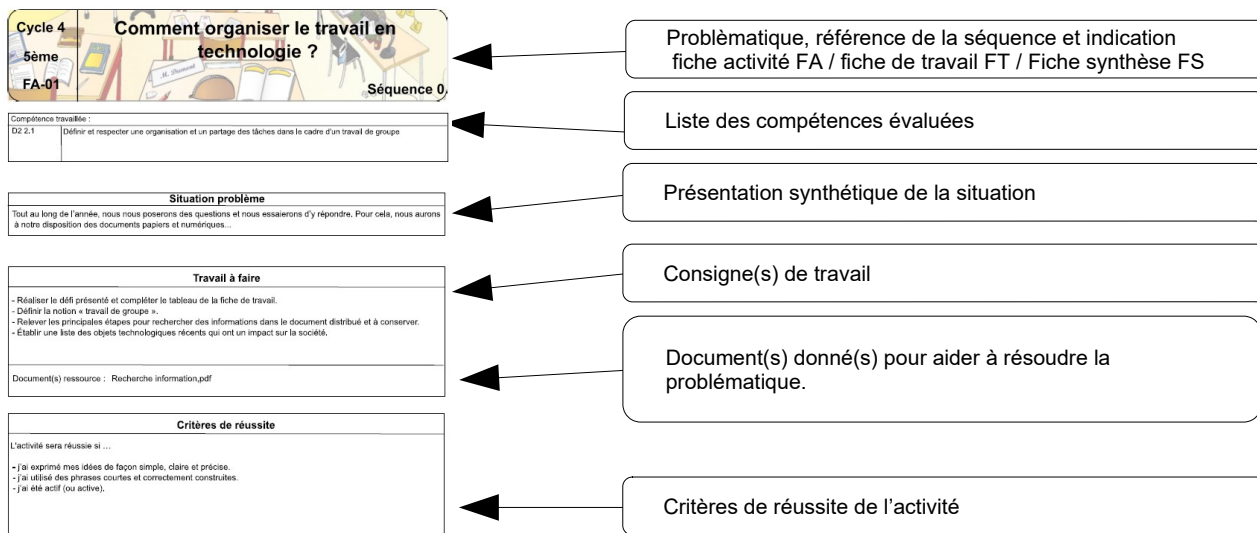 Cycle 4
5ème
FA-01
Comment organiser le travail en
technologie ?
M. Dumont
Séquence 0
Problèmatique, référence de la séquence et indication
fiche activité FA / fiche de travail FT / Fiche synthèse FS
Compétence travaillée :
D2 2.1 Définir et respecter une organisation et un partage des tâches dans le cadre d'un travail de groupe
Liste des compétences évaluées
Situation problème
Tout au long de l'année, nous nous poserons des questions et nous essaierons d'y répondre. Pour cela, nous aurons
à notre disposition des documents papiers et numériques...
Présentation synthétique de la situation
Travail à faire
- Réaliser le défi présenté et compléter le tableau de la fiche de travail.
- Définir la notion « travail de groupe ».
- Relever les principales étapes pour rechercher des informations dans le document distribué et à conserver.
- Établir une liste des objets technologiques récents qui ont un impact sur la société.
Consigne(s) de travail
Document(s) ressource : Recherche information,pdf
Document(s) donné(s) pour aider à résoudre la
problématique.
Critères de réussite
L'activité sera réussie si ...
- j'ai exprimé mes idées de façon simple, claire et précise.
- j'ai utilisé des phrases courtes et correctement construites.
- j'ai été actif (ou active).
Critères de réussite de l'activité